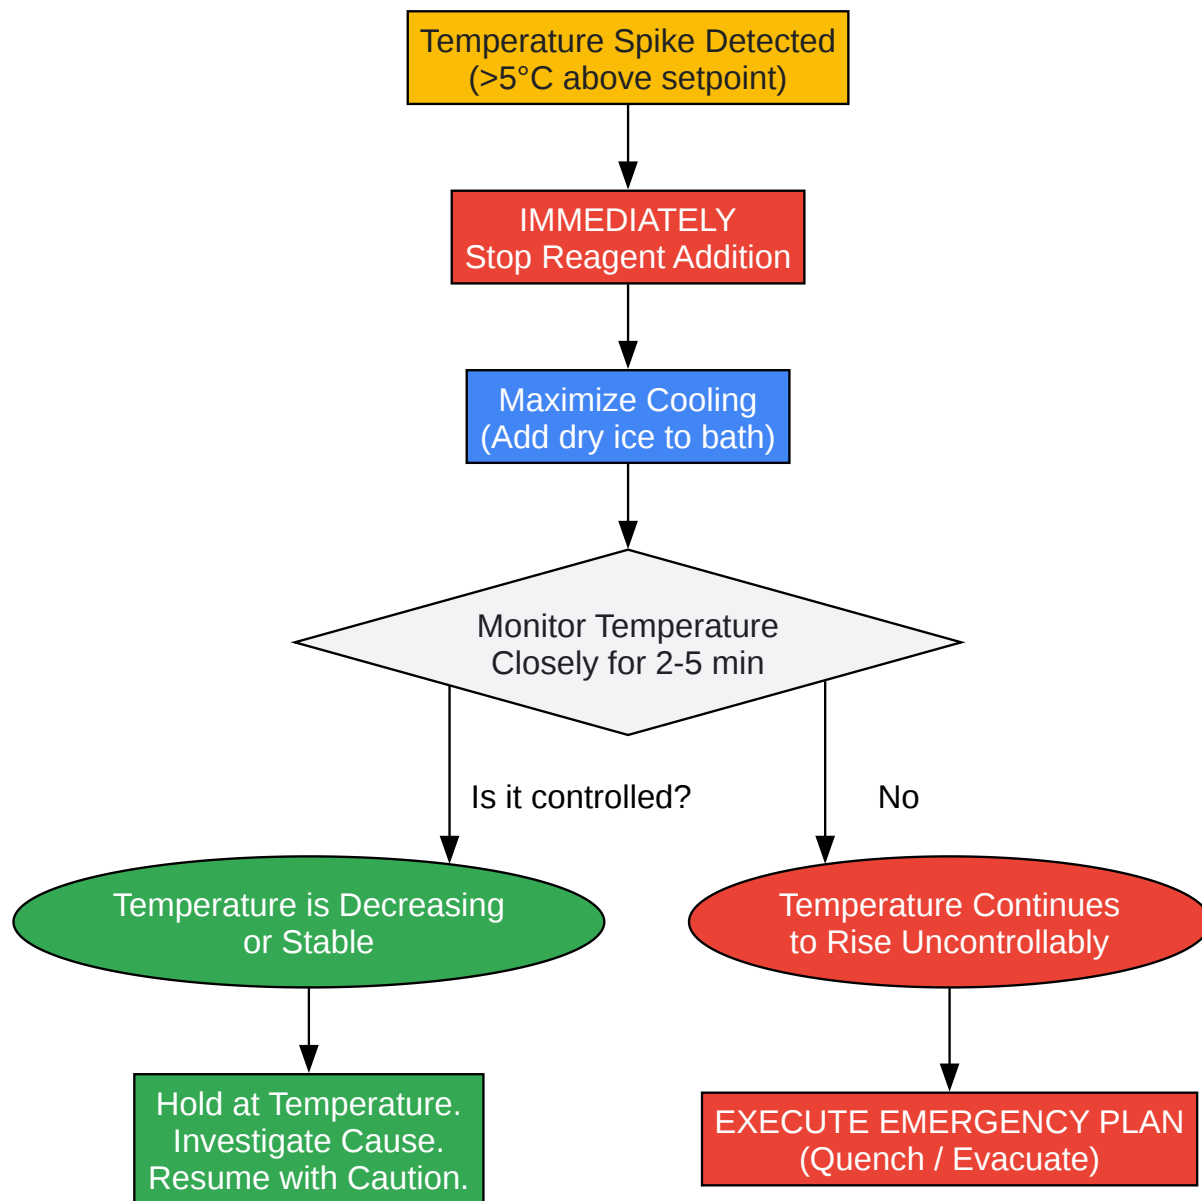 Temperature Spike Detected
(>5°C above setpoint)
IMMEDIATELY
Stop Reagent Addition
Maximize Cooling
(Add dry ice to bath)
Monitor Temperature
Closely for 2-5 min
Is it controlled?
No
Temperature is Decreasing
or Stable
Temperature Continues
to Rise Uncontrollably
Hold at Temperature.
Investigate Cause.
Resume with Caution.
EXECUTE EMERGENCY PLAN
(Quench / Evacuate)